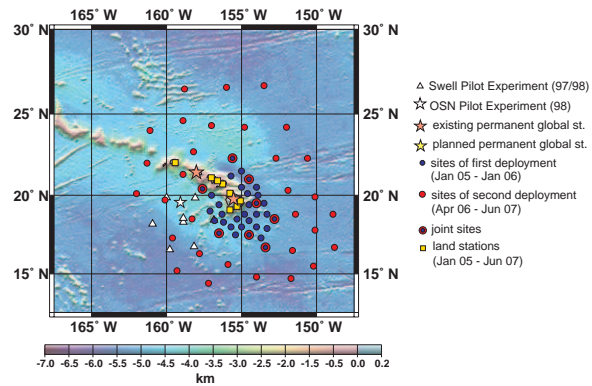 165° W 160° W 155° W 150° W
30° N 30° N
25° N 25° N
20° N 20° N
15° N 15° N
165° W 160° W 155° W 150° W
-7.0 -6.0 -5.5 -5.0 -4.5 -4.0 -3.5 -3.0 -2.5 -2.0 -1.5 -1.0 0.0 0.2
km
Swell Pilot Experiment (97/98)
OSN Pilot Experiment (98)
existing permanent global st.
planned permanent global st.
sites of first deployment
(Jan 05 - Jan 06)
sites of second deployment
(Apr 06 - Jun 07)
joint sites
land stations
(Jan 05 - Jun 07)